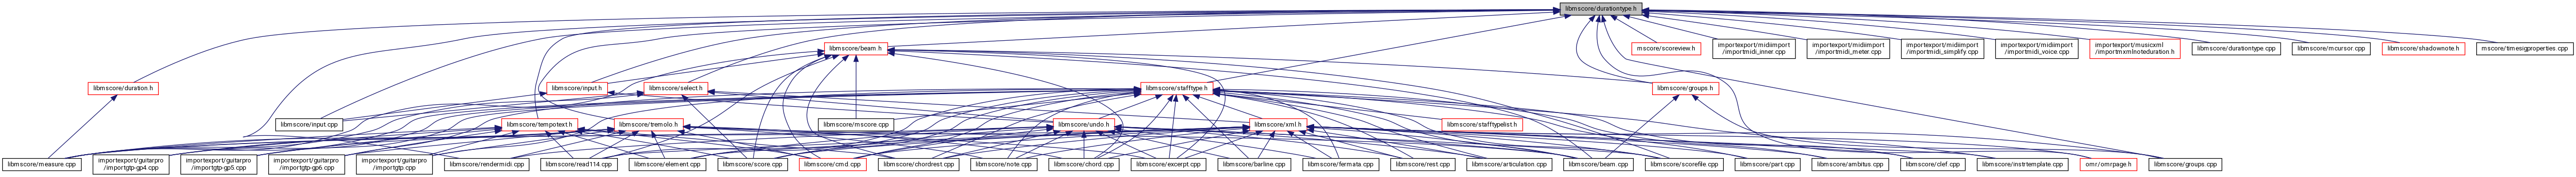 libmscore/durationtype.h
libmscore/beam.h
mscore/scoreview.h
importexport/midiimport
/importmidi_inner.cpp
importexport/midiimport
/importmidi_meter.cpp
importexport/midiimport
/importmidi_simplify.cpp
importexport/midiimport
/importmidi_voice.cpp
importexport/musicxml
/importmxmlnoteduration.h
libmscore/durationtype.cpp
libmscore/mcursor.cpp
libmscore/shadownote.h
mscore/timesigproperties.cpp
libmscore/duration.h
libmscore/input.h
libmscore/select.h
libmscore/stafftype.h
libmscore/groups.h
libmscore/input.cpp
libmscore/tempotext.h
libmscore/tremolo.h
libmscore/mscore.cpp
libmscore/undo.h
libmscore/xml.h
libmscore/stafftypelist.h
libmscore/measure.cpp
importexport/guitarpro
/importgtp-gp4.cpp
importexport/guitarpro
/importgtp-gp5.cpp
importexport/guitarpro
/importgtp-gp6.cpp
importexport/guitarpro
/importgtp.cpp
libmscore/rendermidi.cpp
libmscore/read114.cpp
libmscore/element.cpp
libmscore/score.cpp
libmscore/cmd.cpp
libmscore/chordrest.cpp
libmscore/note.cpp
libmscore/chord.cpp
libmscore/excerpt.cpp
libmscore/barline.cpp
libmscore/fermata.cpp
libmscore/rest.cpp
libmscore/articulation.cpp
libmscore/beam.cpp
libmscore/scorefile.cpp
libmscore/part.cpp
libmscore/ambitus.cpp
libmscore/clef.cpp
libmscore/instrtemplate.cpp
omr/omrpage.h
libmscore/groups.cpp